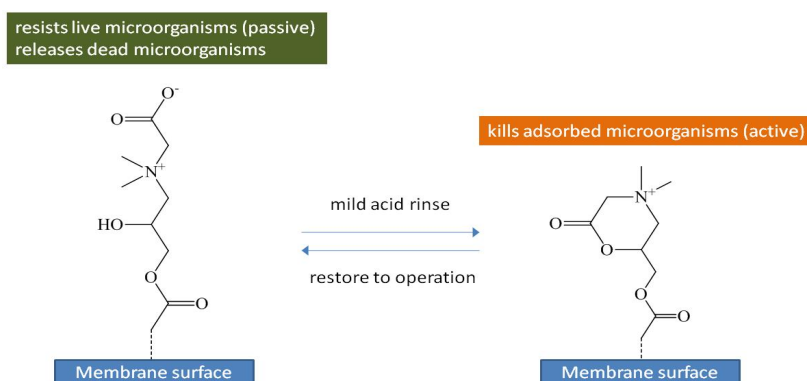 resists live microorganisms (passive)
releases dead microorganisms
O-
O
N+
HO
O
O
Membrane surface
mild acid rinse
restore to operation
kills adsorbed microorganisms (active)
N+
O
O
O
O
Membrane surface